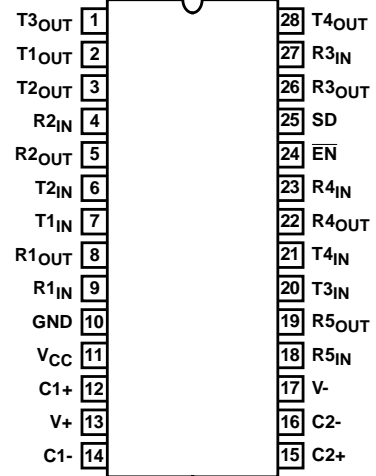 T3OUT 1 28 T4OUT
T1OUT 2 27 R3IN
T2OUT 3 26 R3OUT
R2IN 4 25 SD
R2OUT 5 24 E̅N̅
T2IN 6 23 R4IN
T1IN 7 22 R4OUT
R1OUT 8 21 T4IN
R1IN 9 20 T3IN
GND 10 19 R5OUT
VCC 11 18 R5IN
C1+ 12 17 V-
V+ 13 16 C2-
C1- 14 15 C2+